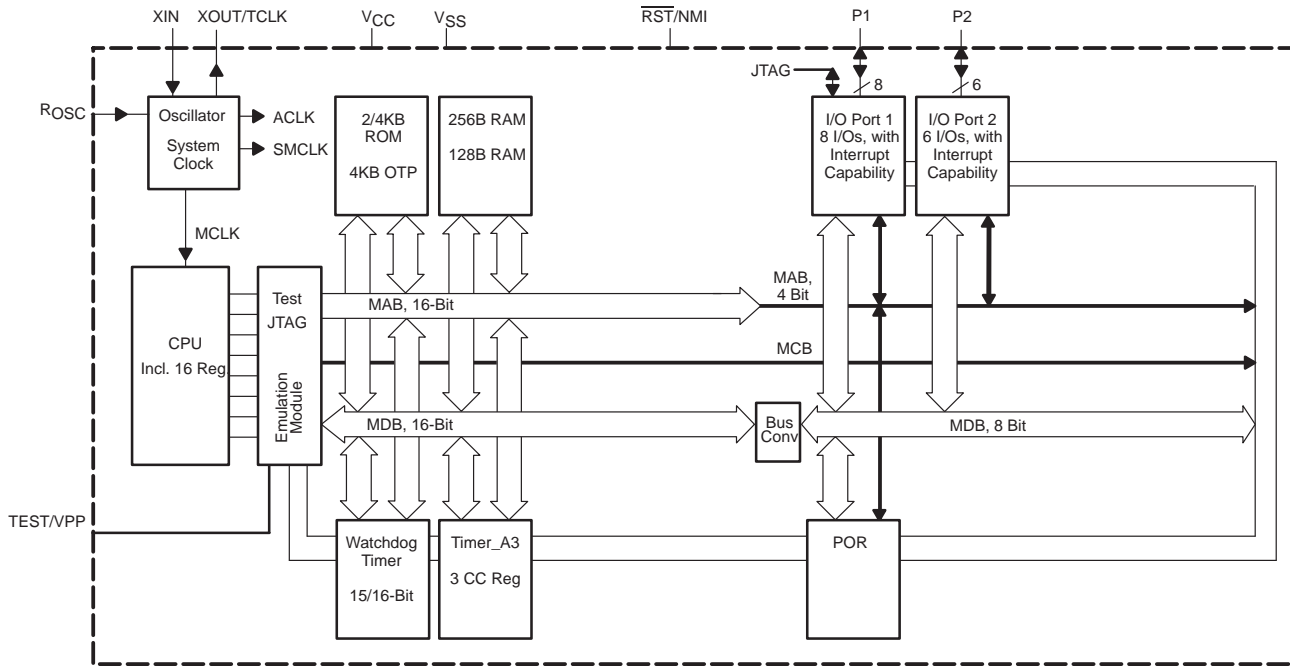 XIN XOUT/TCLK VCC VSS RST/NMI P1 P2
JTAG
8 6
ROSC
Oscillator
System
Clock
ACLK
SMCLK
2/4KB
ROM
4KB OTP
256B RAM
128B RAM
I/O Port 1
8 I/Os, with
Interrupt
Capability
I/O Port 2
6 I/Os, with
Interrupt
Capability
MCLK
CPU
Incl. 16 Reg.
Test
JTAG
Emulation
Module
MAB, 16-Bit
MAB,
4 Bit
MCB
MDB, 16-Bit
Bus
Conv
MDB, 8 Bit
TEST/VPP
Watchdog
Timer
15/16-Bit
Timer_A3
3 CC Reg
POR